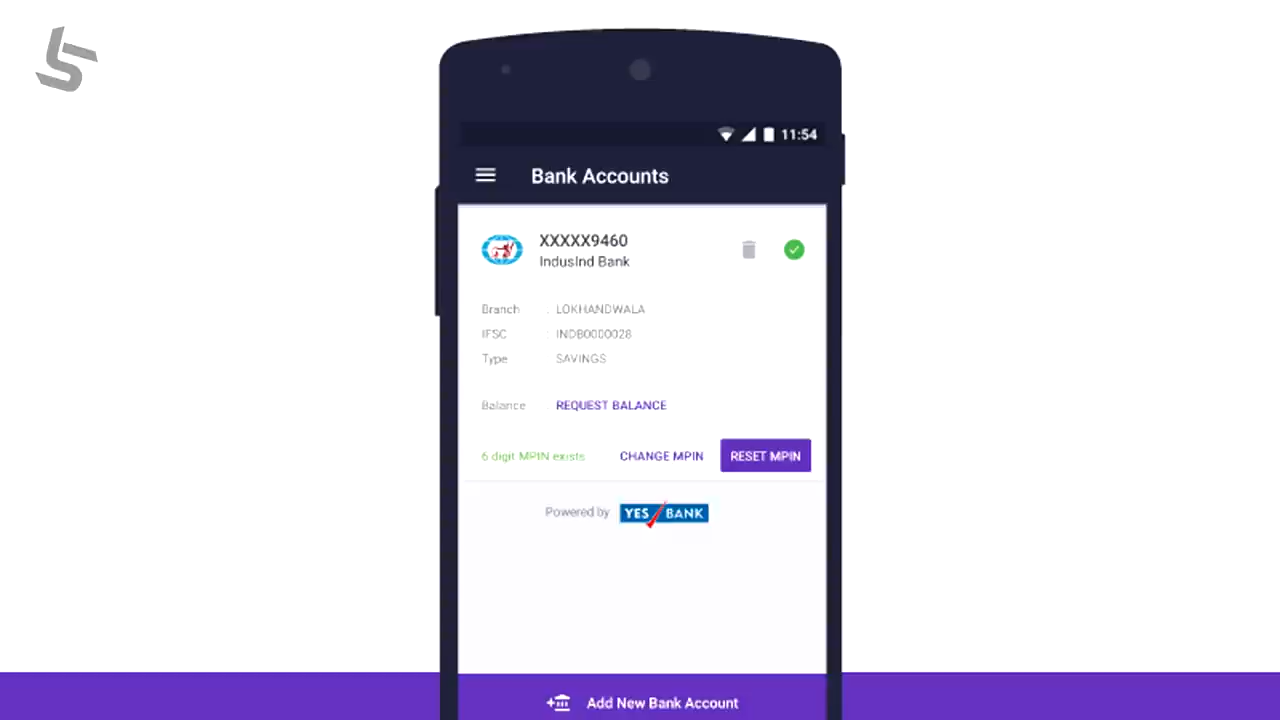 11:54
Bank Accounts
XXXXX9460
IndusInd Bank
Branch : LOKHANDWALA
IFSC : INDB0000028
Type SAVINGS
Balance REQUEST BALANCE
6 digit MPIN exists CHANGE MPIN RESET MPIN
Powered by YES BANK
Add New Bank Account